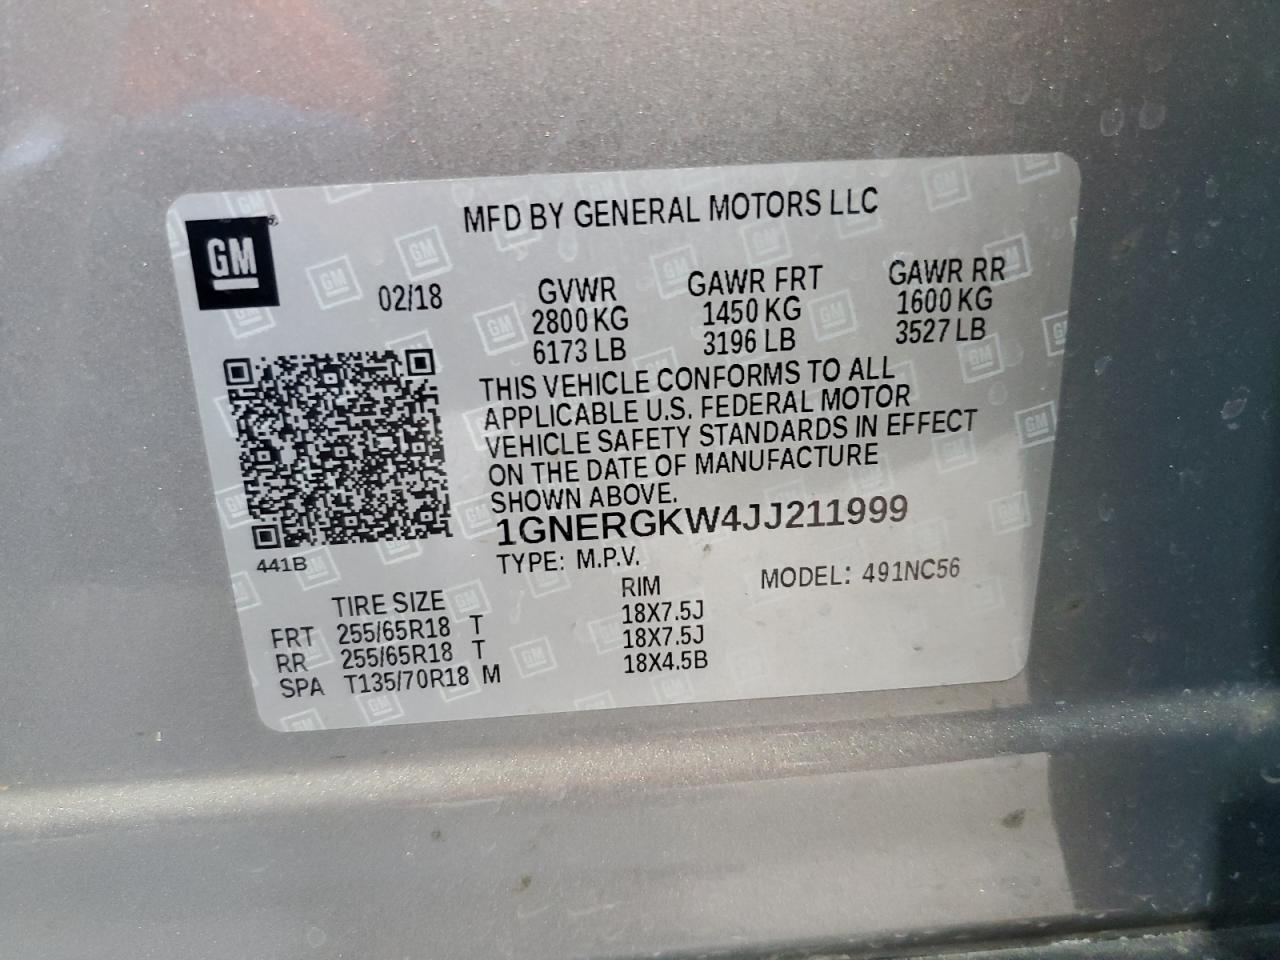 MFD BY GENERAL MOTORS LLC
GM
02/18
GVWR GAWR FRT GAWR RR
2800 KG 1450 KG 1600 KG
6173 LB 3196 LB 3527 LB
THIS VEHICLE CONFORMS TO ALL
APPLICABLE U.S. FEDERAL MOTOR
VEHICLE SAFETY STANDARDS IN EFFECT
ON THE DATE OF MANUFACTURE
SHOWN ABOVE.
1GNERGKW4JJ211999
441B
TYPE: M.P.V. MODEL: 491NC56
TIRE SIZE RIM
FRT 255/65R18 T 18X7.5J
RR 255/65R18 T 18X7.5J
SPA T135/70R18 M 18X4.5B